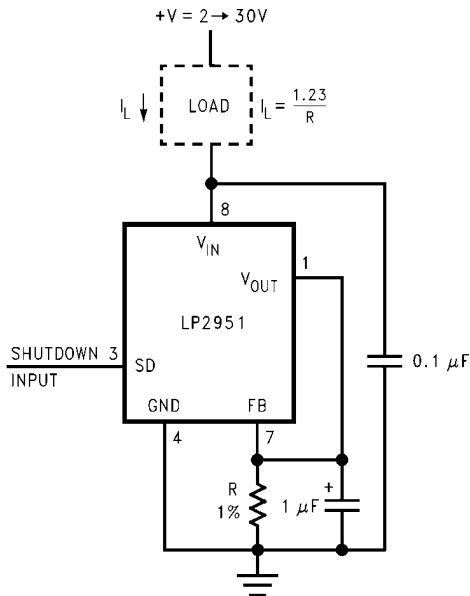 +V = 2 → 30V
I_L ↓ LOAD I_L = 1.23/R
8
V_IN
1
V_OUT
LP2951
0.1 µF
SHUTDOWN 3 SD
INPUT
GND FB
4 7
R
1%
+
1 µF